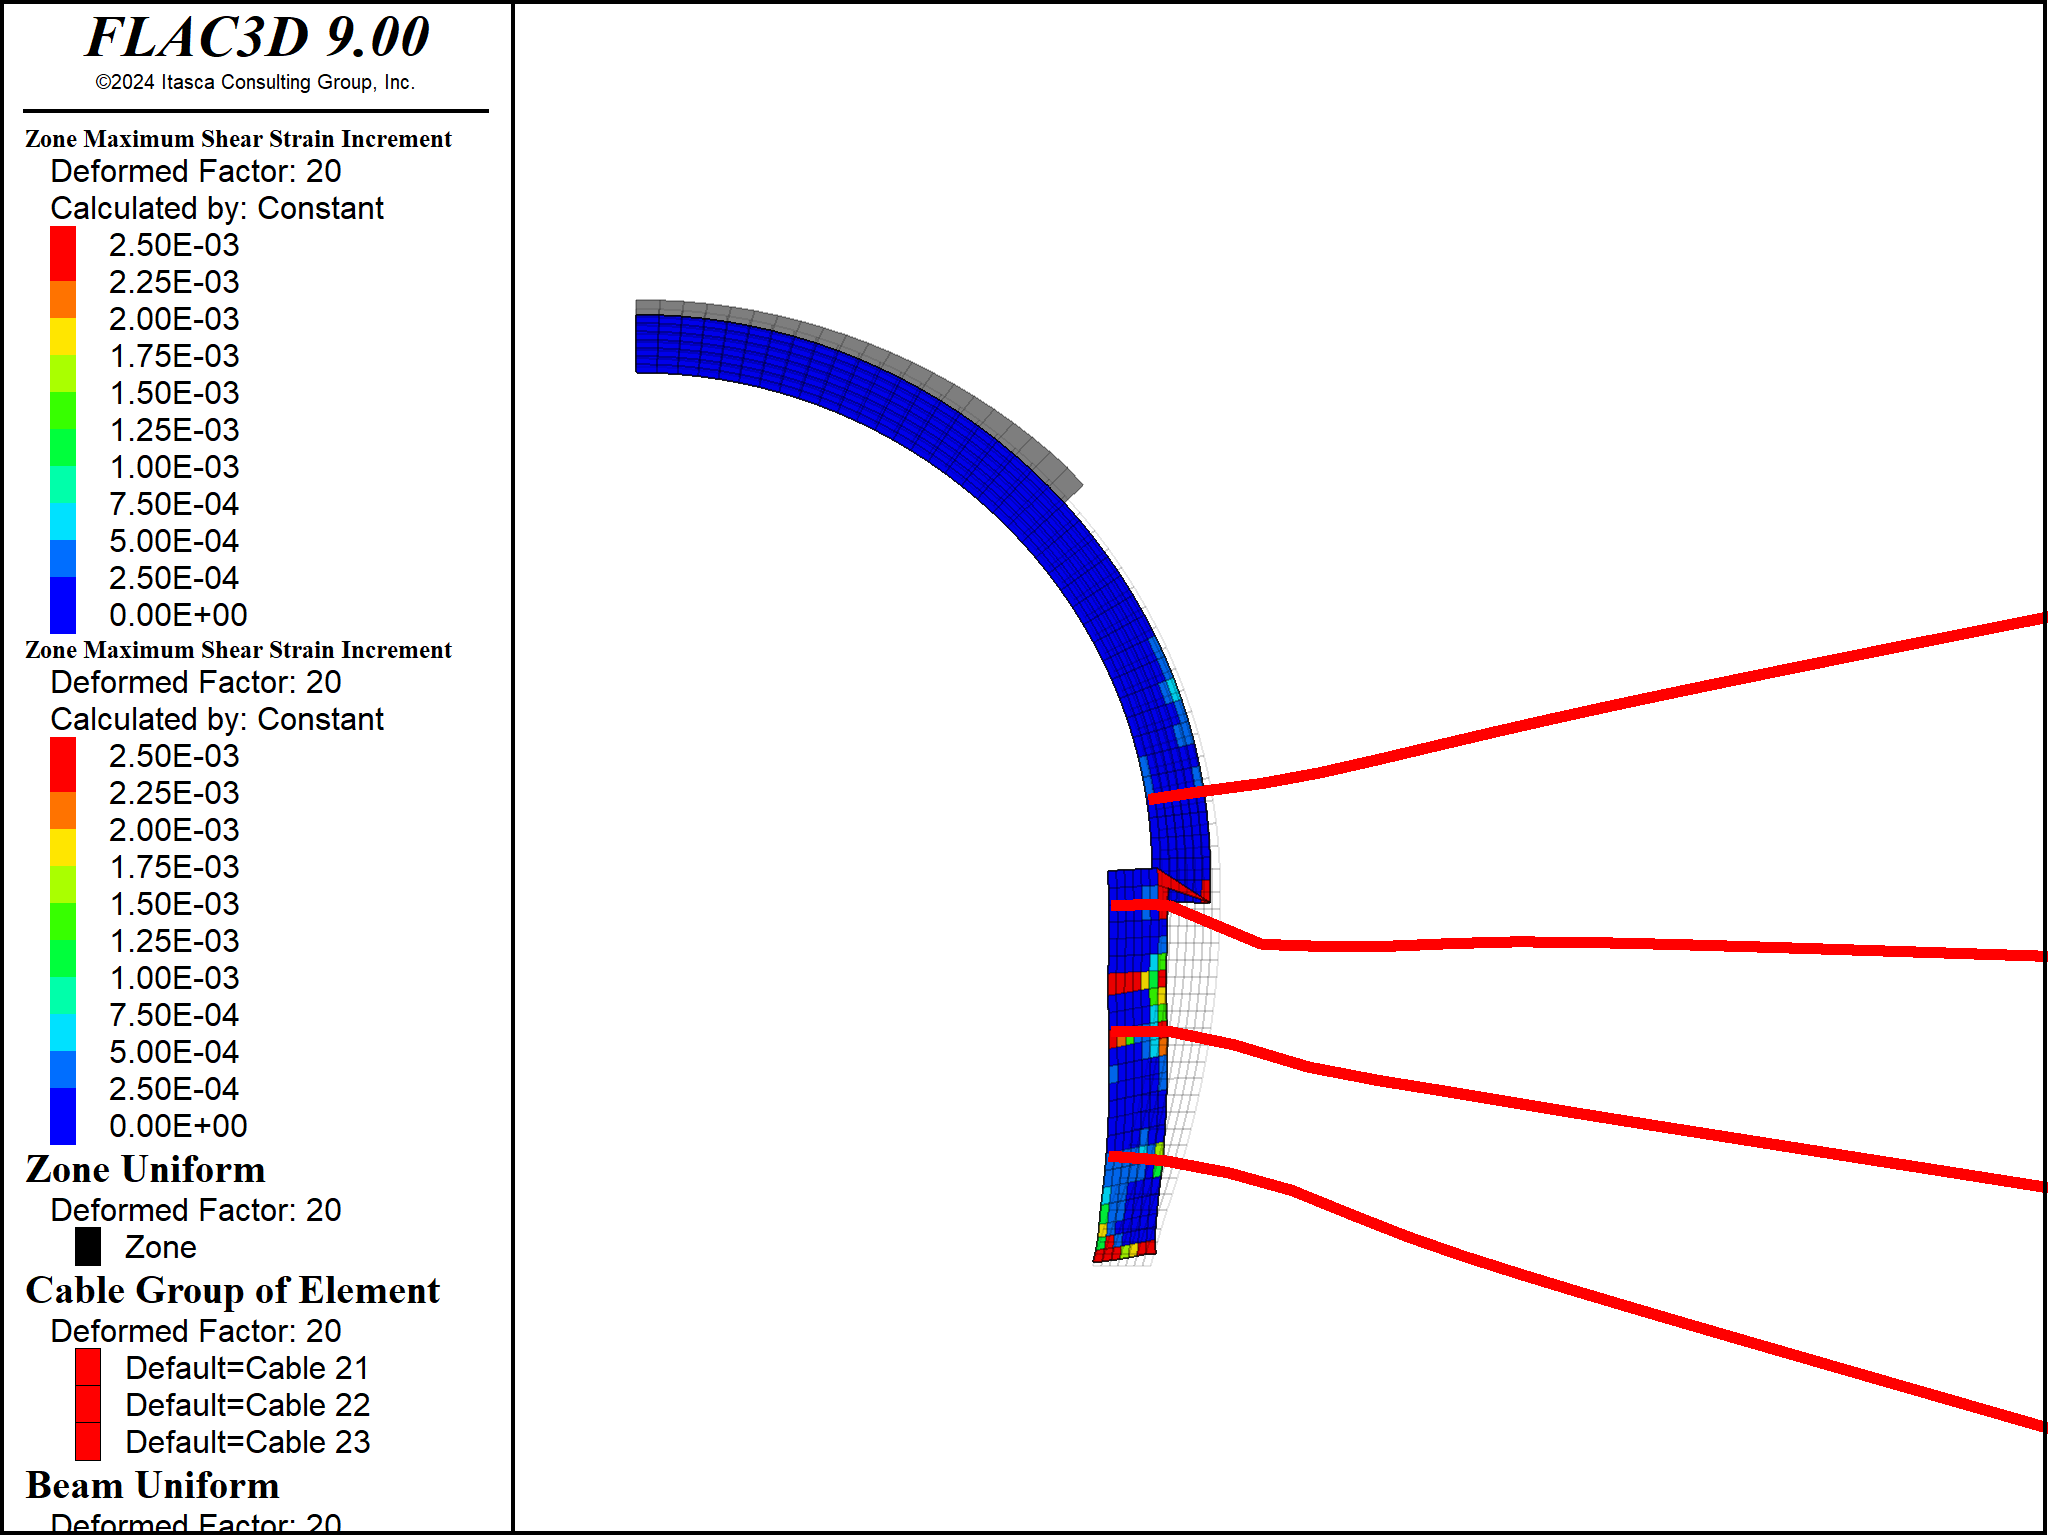 FLAC3D 9.00
©2024 Itasca Consulting Group, Inc.
Zone Maximum Shear Strain Increment
Deformed Factor: 20
Calculated by: Constant
2.50E-03
2.25E-03
2.00E-03
1.75E-03
1.50E-03
1.25E-03
1.00E-03
7.50E-04
5.00E-04
2.50E-04
0.00E+00
Zone Maximum Shear Strain Increment
Deformed Factor: 20
Calculated by: Constant
2.50E-03
2.25E-03
2.00E-03
1.75E-03
1.50E-03
1.25E-03
1.00E-03
7.50E-04
5.00E-04
2.50E-04
0.00E+00
Zone Uniform
Deformed Factor: 20
Zone
Cable Group of Element
Deformed Factor: 20
Default=Cable 21
Default=Cable 22
Default=Cable 23
Beam Uniform
Deformed Factor: 20